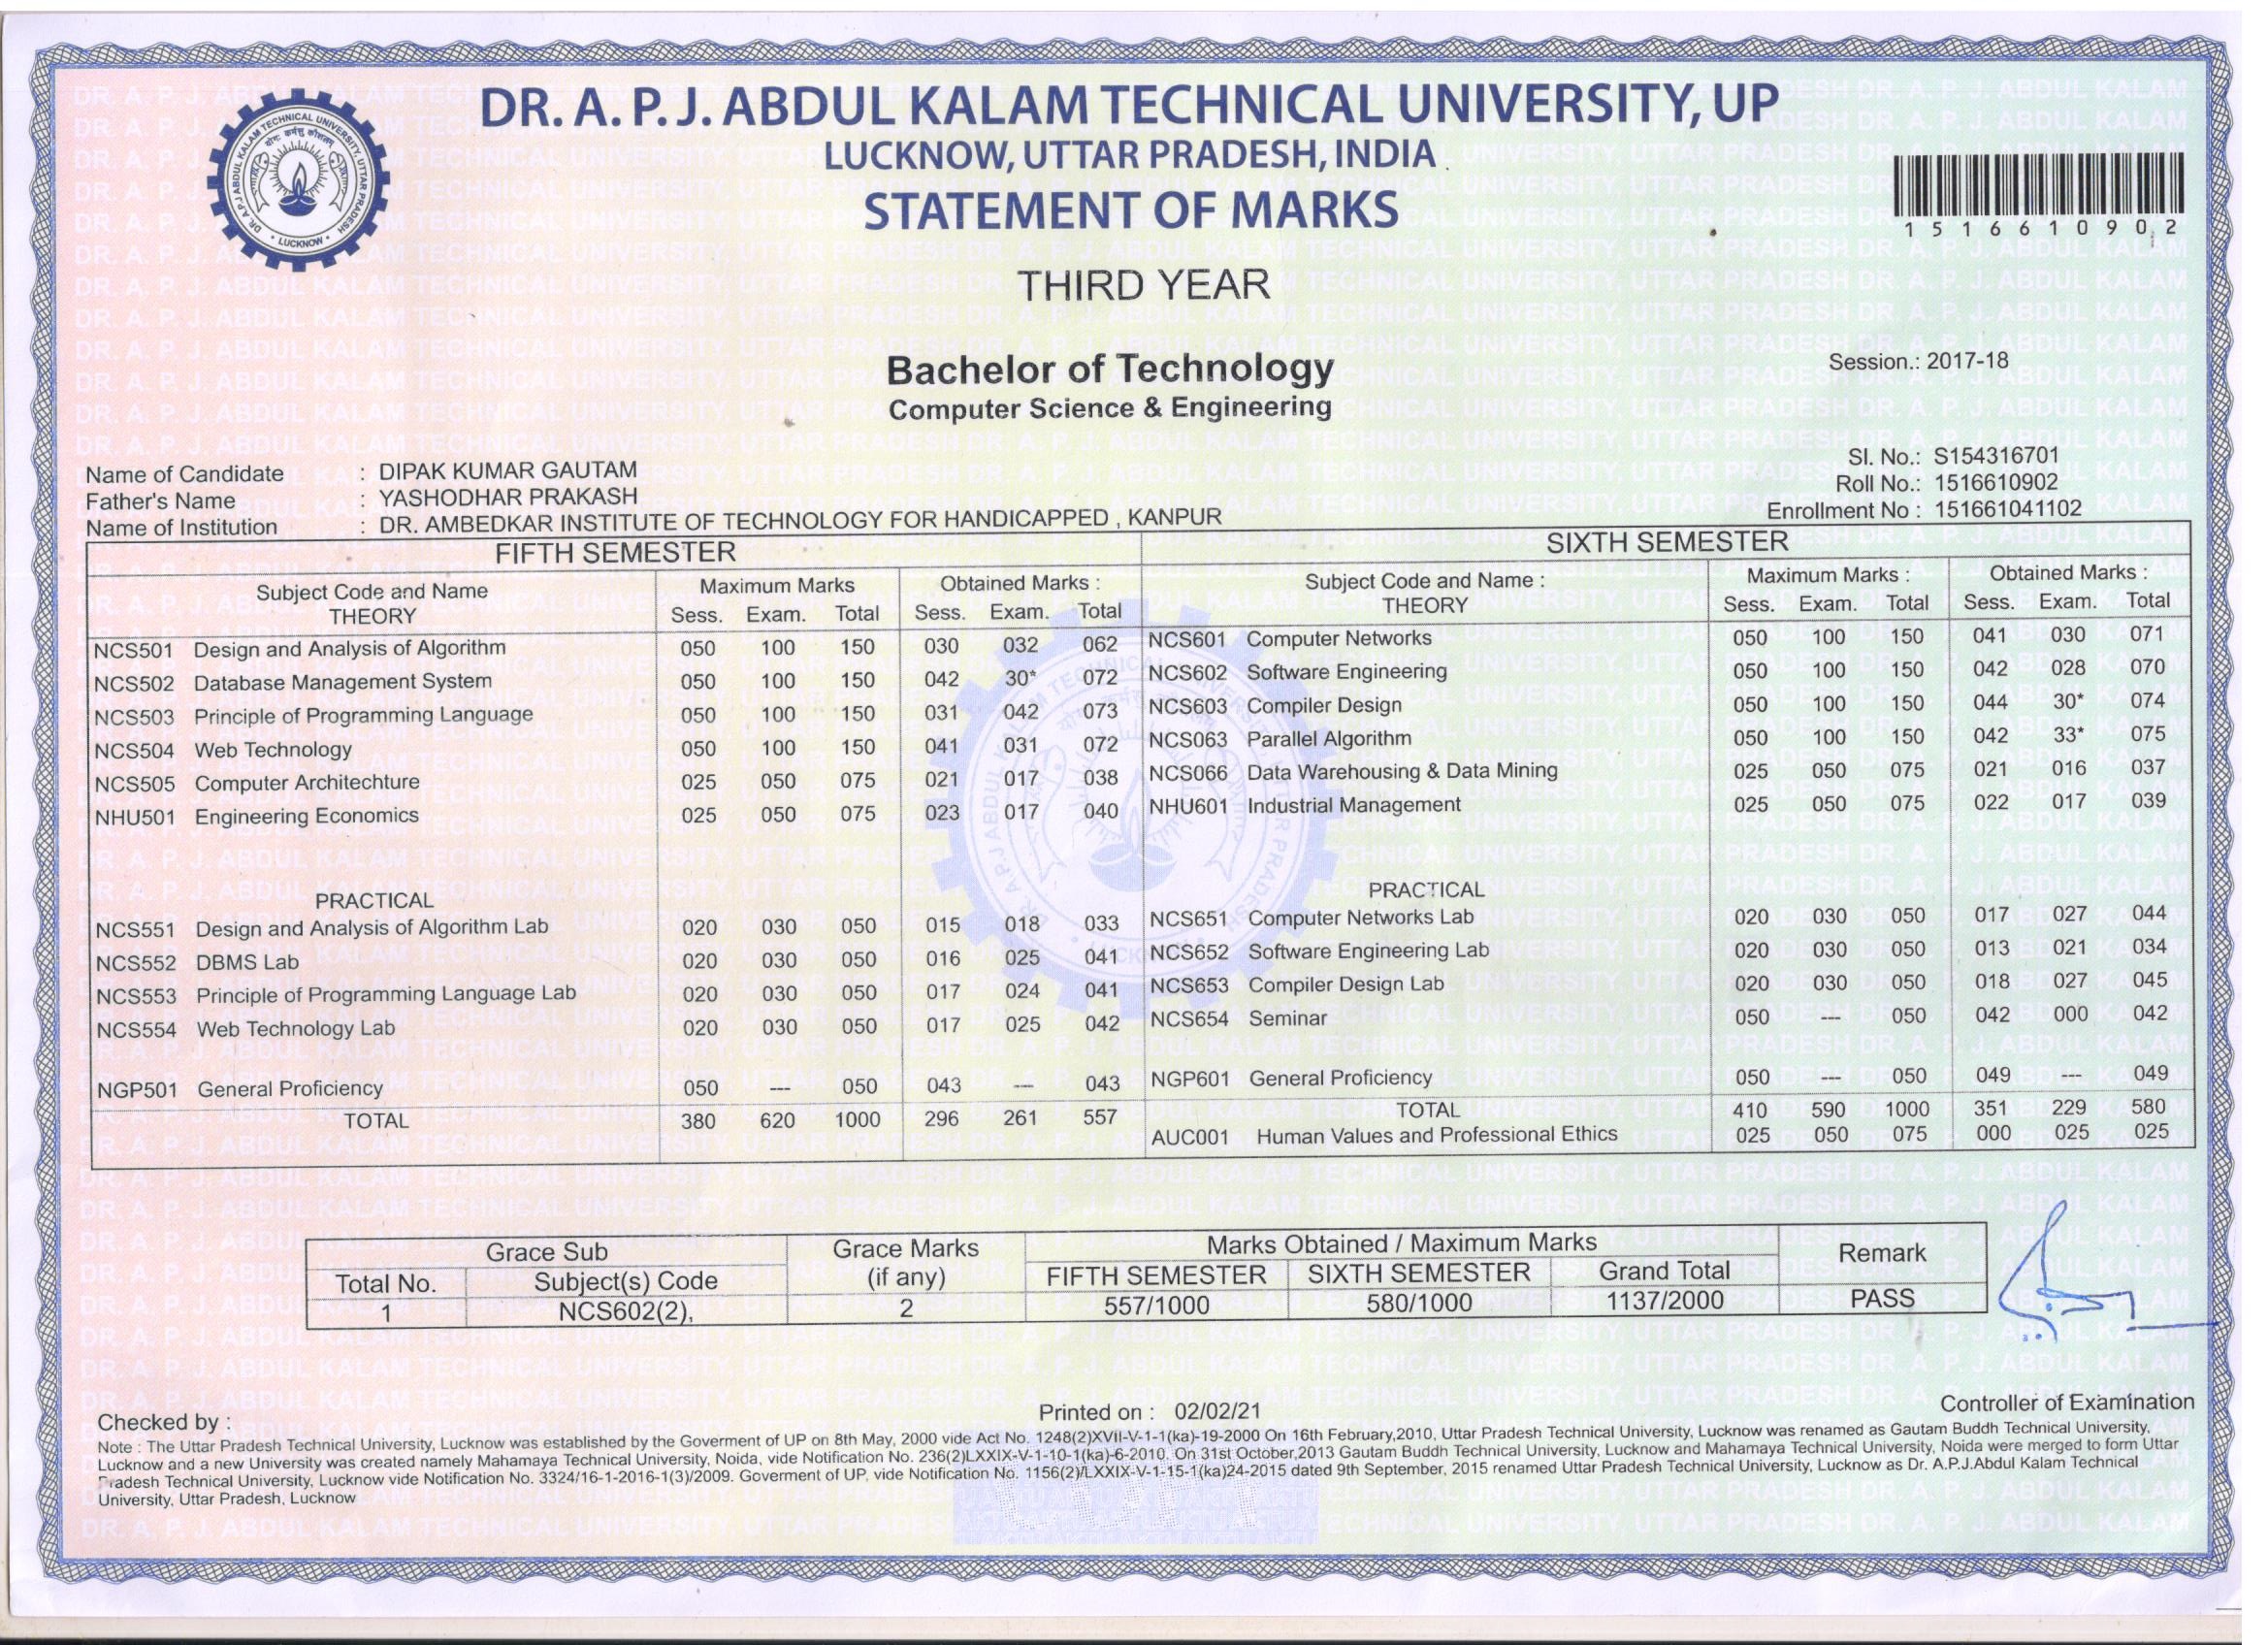 DR. A. P. J. ABDUL KALAM TECHNICAL UNIVERSITY, UP
LUCKNOW, UTTAR PRADESH, INDIA
STATEMENT OF MARKS
1 5 1 6 6 1 0 9 0 2
THIRD YEAR
Bachelor of Technology
Session.: 2017-18
Computer Science & Engineering
Name of Candidate : DIPAK KUMAR GAUTAM SI. No.: S154316701
Father's Name : YASHODHAR PRAKASH Roll No.: 1516610902
Name of Institution : DR. AMBEDKAR INSTITUTE OF TECHNOLOGY FOR HANDICAPPED , KANPUR Enrollment No : 151661041102
FIFTH SEMESTER
Subject Code and Name Maximum Marks Obtained Marks :
THEORY Sess. Exam. Total Sess. Exam. Total
NCS501 Design and Analysis of Algorithm 050 100 150 030 032 062
NCS502 Database Management System 050 100 150 042 30* 072
NCS503 Principle of Programming Language 050 100 150 031 042 073
NCS504 Web Technology 050 100 150 041 031 072
NCS505 Computer Architechture 025 050 075 021 017 038
NHU501 Engineering Economics 025 050 075 023 017 040
PRACTICAL
NCS551 Design and Analysis of Algorithm Lab 020 030 050 015 018 033
NCS552 DBMS Lab 020 030 050 016 025 041
NCS553 Principle of Programming Language Lab 020 030 050 017 024 041
NCS554 Web Technology Lab 020 030 050 017 025 042
NGP501 General Proficiency 050 --- 050 043 --- 043
TOTAL 380 620 1000 296 261 557
SIXTH SEMESTER
Subject Code and Name : Maximum Marks : Obtained Marks :
THEORY Sess. Exam. Total Sess. Exam. Total
NCS601 Computer Networks 050 100 150 041 030 071
NCS602 Software Engineering 050 100 150 042 028 070
NCS603 Compiler Design 050 100 150 044 30* 074
NCS063 Parallel Algorithm 050 100 150 042 33* 075
NCS066 Data Warehousing & Data Mining 025 050 075 021 016 037
NHU601 Industrial Management 025 050 075 022 017 039
PRACTICAL
NCS651 Computer Networks Lab 020 030 050 017 027 044
NCS652 Software Engineering Lab 020 030 050 013 021 034
NCS653 Compiler Design Lab 020 030 050 018 027 045
NCS654 Seminar 050 --- 050 042 000 042
NGP601 General Proficiency 050 --- 050 049 --- 049
TOTAL 410 590 1000 351 229 580
AUC001 Human Values and Professional Ethics 025 050 075 000 025 025
Grace Sub Grace Marks (if any) Marks Obtained / Maximum Marks Remark
Total No. Subject(s) Code FIFTH SEMESTER SIXTH SEMESTER Grand Total
1 NCS602(2), 2 557/1000 580/1000 1137/2000 PASS
Controller of Examination
Checked by : Printed on : 02/02/21
Note : The Uttar Pradesh Technical University, Lucknow was established by the Goverment of UP on 8th May, 2000 vide Act No. 1248(2)XVII-V-1-1(ka)-19-2000 On 16th February,2010, Uttar Pradesh Technical University, Lucknow was renamed as Gautam Buddh Technical University,
Lucknow and a new University was created namely Mahamaya Technical University, Noida, vide Notification No. 236(2)LXXIX-V-1-10-1(ka)-6-2010. On 31st October,2013 Gautam Buddh Technical University, Lucknow and Mahamaya Technical University, Noida were merged to form Uttar
Pradesh Technical University, Lucknow vide Notification No. 3324/16-1-2016-1(3)/2009. Goverment of UP, vide Notification No. 1156(2)/LXXIX-V-1-15-1(ka)24-2015 dated 9th September, 2015 renamed Uttar Pradesh Technical University, Lucknow as Dr. A.P.J.Abdul Kalam Technical
University, Uttar Pradesh, Lucknow